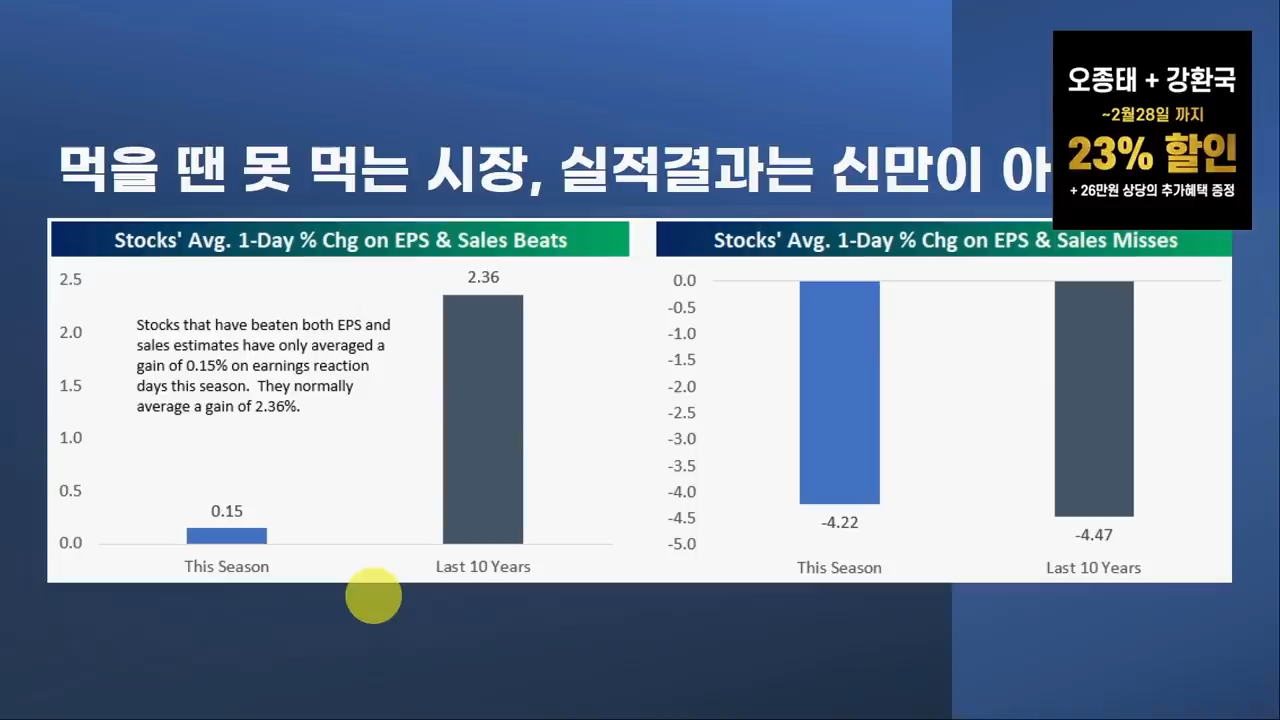 오종태 + 강환국
~2월28일 까지
23% 할인
+ 26만원 상당의 추가혜택 증정
먹을 땐 못 먹는 시장, 실적결과는 신만이
Stocks' Avg. 1-Day % Chg on EPS & Sales Beats
2.5
2.0
1.5
1.0
0.5
0.0
2.36
Stocks that have beaten both EPS and
sales estimates have only averaged a
gain of 0.15% on earnings reaction
days this season. They normally
average a gain of 2.36%.
0.15
This Season
Last 10 Years
Stocks' Avg. 1-Day % Chg on EPS & Sales Misses
0.0
-0.5
-1.0
-1.5
-2.0
-2.5
-3.0
-3.5
-4.0
-4.5
-5.0
-4.22
-4.47
This Season
Last 10 Years